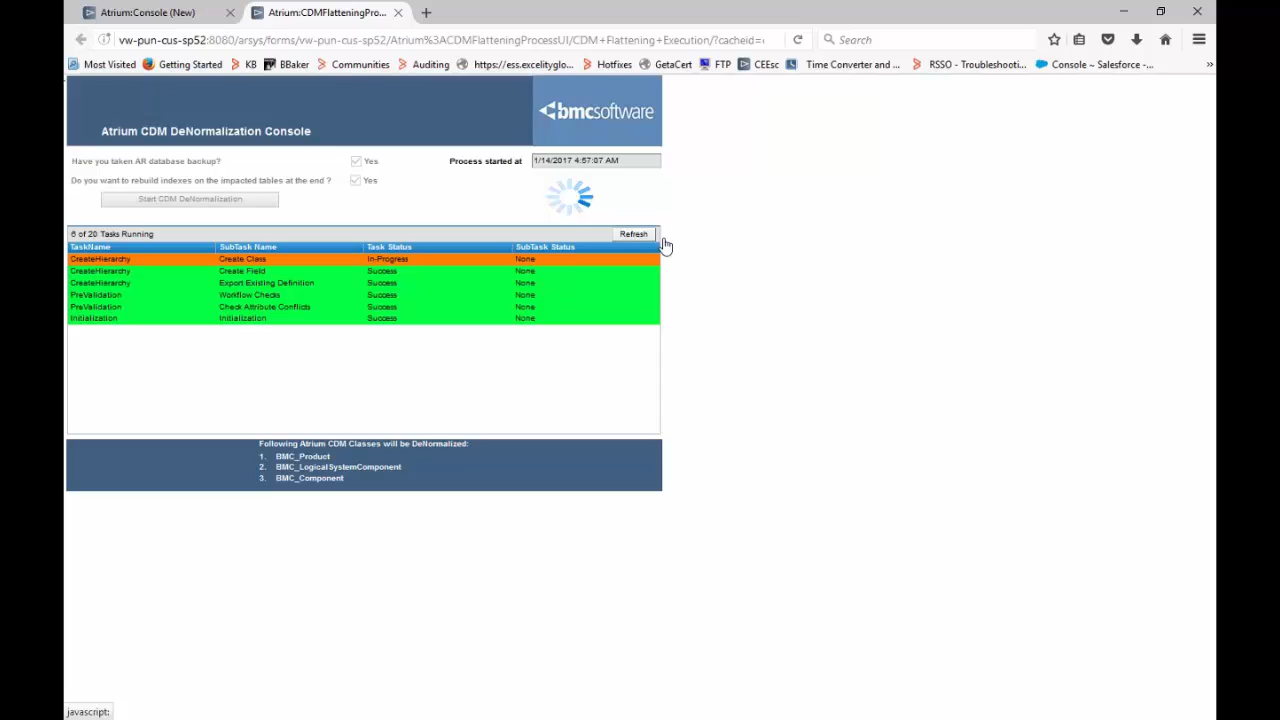 Atrium:Console (New)
Atrium:CDMFlatteningPro...
vw-pun-cus-sp52:8080/arsys/forms/vw-pun-cus-sp52/Atrium%3ACDMFlatteningProcessUI/CDM+Flattening+Execution/?cacheid=‹
Search
Most Visited Getting Started KB BBaker Communities Auditing https://ess.excelityglo... Hotfixes GetaCert FTP CEEsc Time Converter and ... RSSO - Troubleshooti... Console ~ Salesforce -... »
Atrium CDM DeNormalization Console
bmcsoftware
Have you taken AR database backup? Yes Process started at 1/14/2017 4:57:07 AM
Do you want to rebuild indexes on the impacted tables at the end ? Yes
Start CDM DeNormalization
6 of 20 Tasks Running Refresh
TaskName SubTask Name Task Status SubTask Status
CreateHierarchy Create Class In-Progress None
CreateHierarchy Create Field Success None
CreateHierarchy Export Existing Definition Success None
PreValidation Workflow Checks Success None
PreValidation Check Attribute Conflicts Success None
Initialization Initialization Success None
Following Atrium CDM Classes will be DeNormalized:
1. BMC_Product
2. BMC_LogicalSystemComponent
3. BMC_Component
javascript: